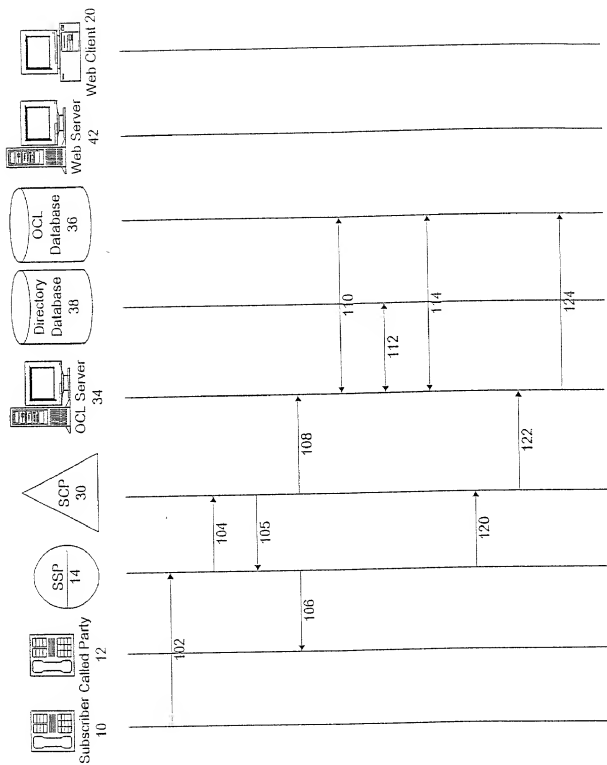 Subscriber
10
Called Party
12
SSP
14
SCP
30
OCL Server
34
Directory
Database
38
OCL
Database
36
Web Server
42
Web Client 20
102
104
105
106
108
110
112
114
120
122
124